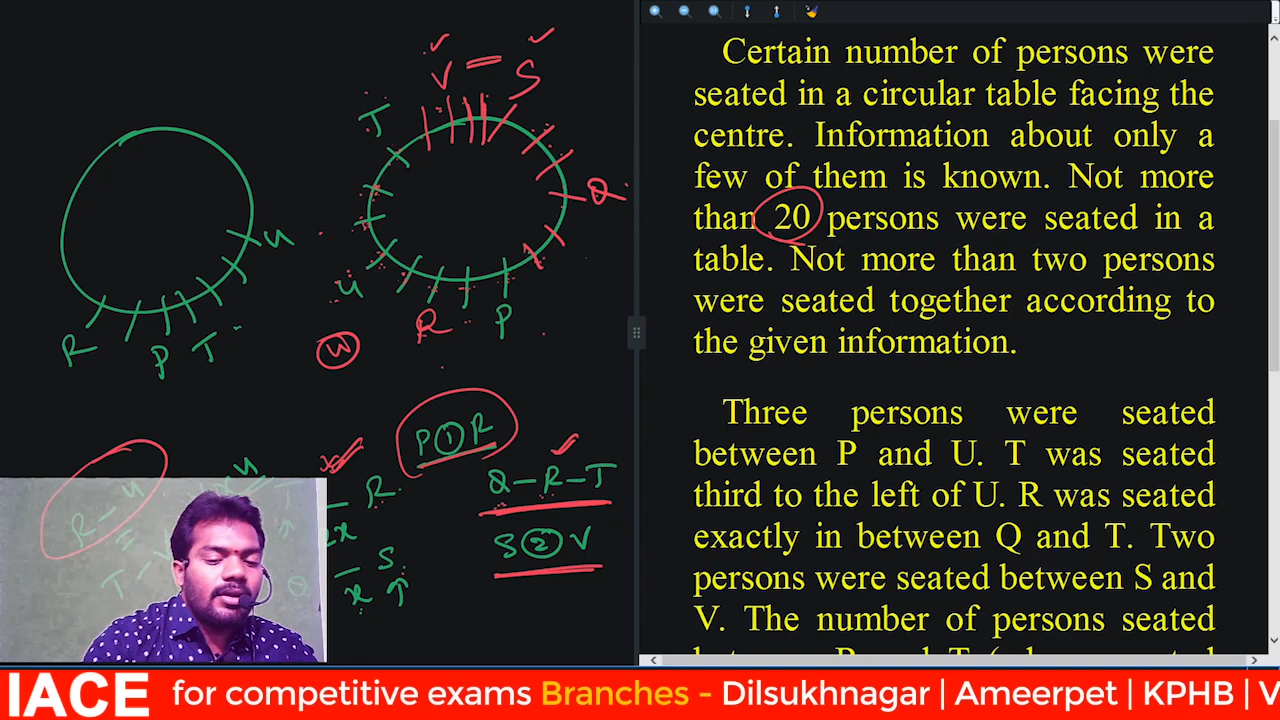 Certain number of persons were
seated in a circular table facing the
centre. Information about only a
few of them is known. Not more
than 20 persons were seated in a
table. Not more than two persons
were seated together according to
the given information.
Three persons were seated
between P and U. T was seated
third to the left of U. R was seated
exactly in between Q and T. Two
persons were seated between S and
V. The number of persons seated
V = S
T
Q
U
R
P
W
U
R
P T
P 1 R
Q – R – T
S 2 V
R – U
U
– R
2x
– S
x ↑
T –
IACE for competitive exams Branches - Dilsukhnagar | Ameerpet | KPHB | V